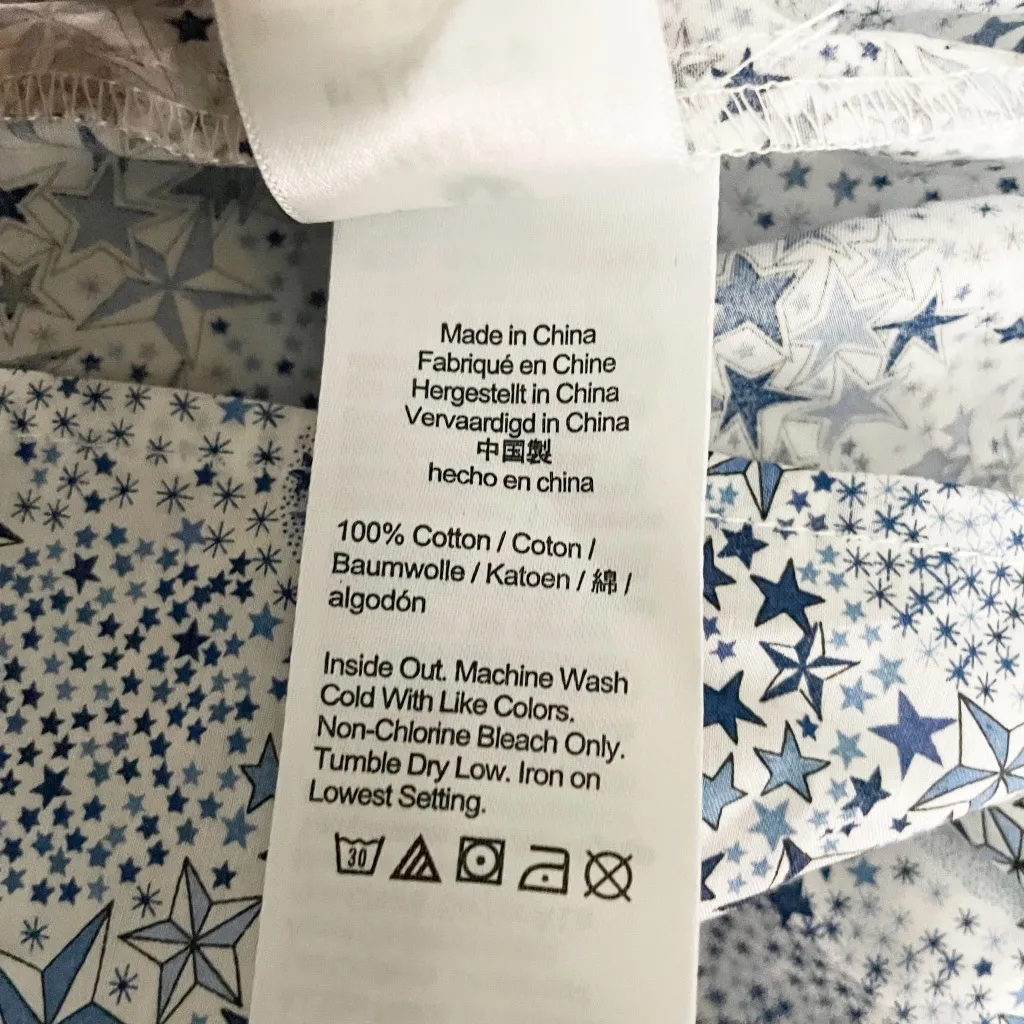 Made in China
Fabriqué en Chine
Hergestellt in China
Vervaardigd in China
中国製
hecho en china
100% Cotton / Coton /
Baumwolle / Katoen / 綿 /
algodón
Inside Out. Machine Wash
Cold With Like Colors.
Non-Chlorine Bleach Only.
Tumble Dry Low. Iron on
Lowest Setting.
30